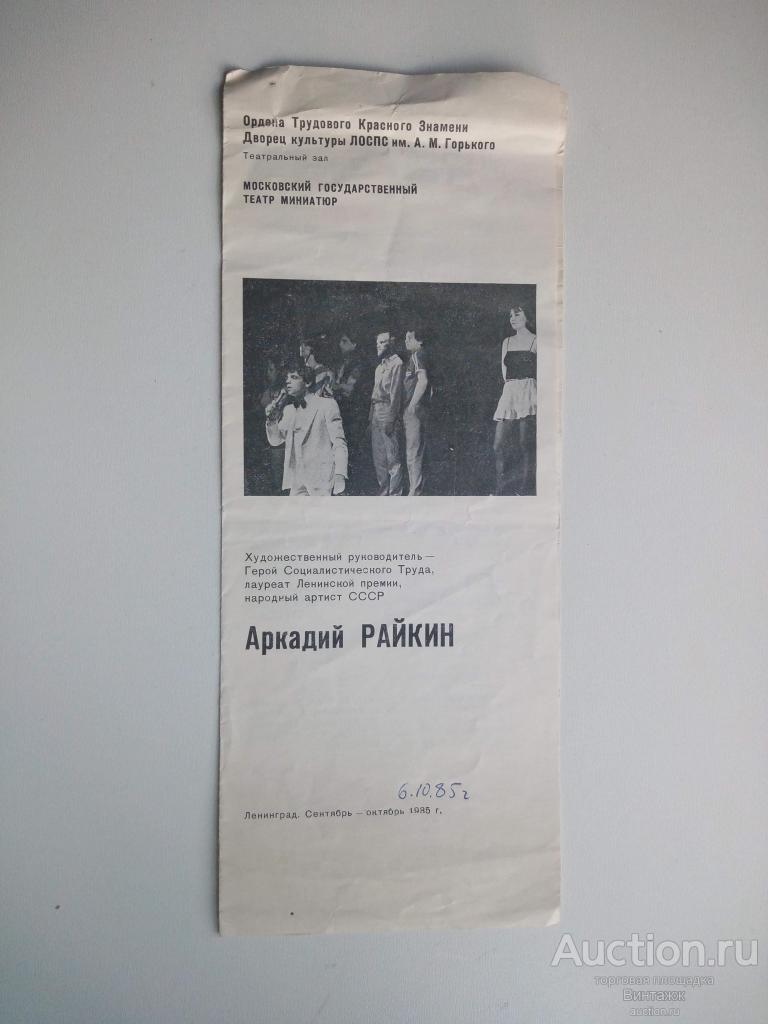 Ордена Трудового Красного Знамени
Дворец культуры ЛОСПС им. А. М. Горького
Театральный зал
МОСКОВСКИЙ ГОСУДАРСТВЕННЫЙ
ТЕАТР МИНИАТЮР
Художественный руководитель —
Герой Социалистического Труда,
лауреат Ленинской премии,
народный артист СССР
Аркадий РАЙКИН
6.10.85г
Ленинград. Сентябрь — октябрь 1985 г.
Auction.ru
торговая площадка
Винтажок
auction.ru